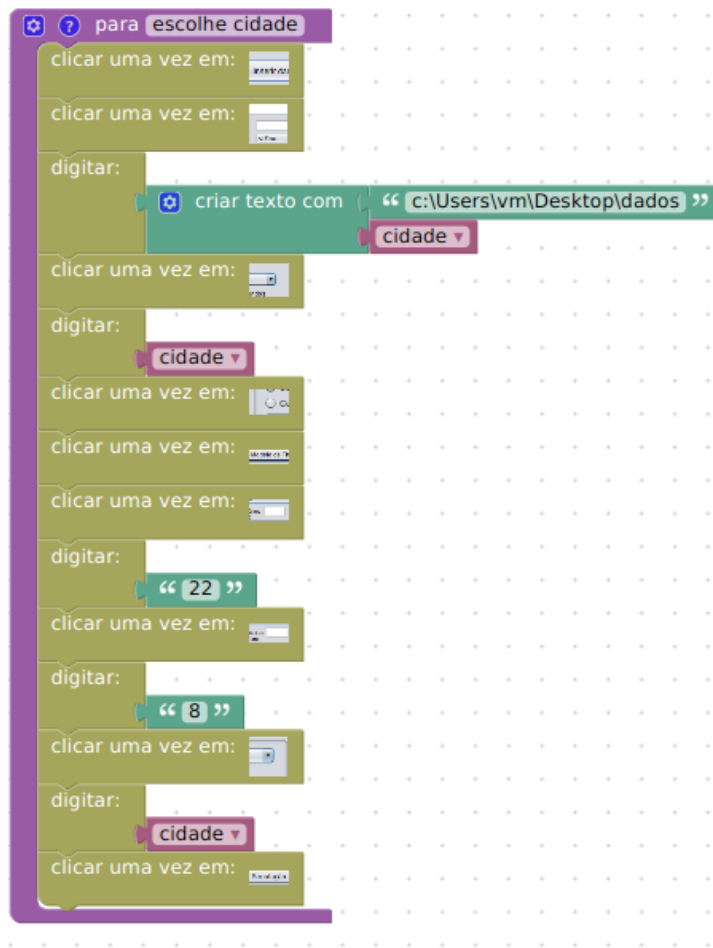 para escolhe cidade
clicar uma vez em:
clicar uma vez em:
digitar:
criar texto com “ c:\Users\vm\Desktop\dados ”
cidade
clicar uma vez em:
digitar:
cidade
clicar uma vez em:
clicar uma vez em:
clicar uma vez em:
digitar:
“ 22 ”
clicar uma vez em:
digitar:
“ 8 ”
clicar uma vez em:
digitar:
cidade
clicar uma vez em: